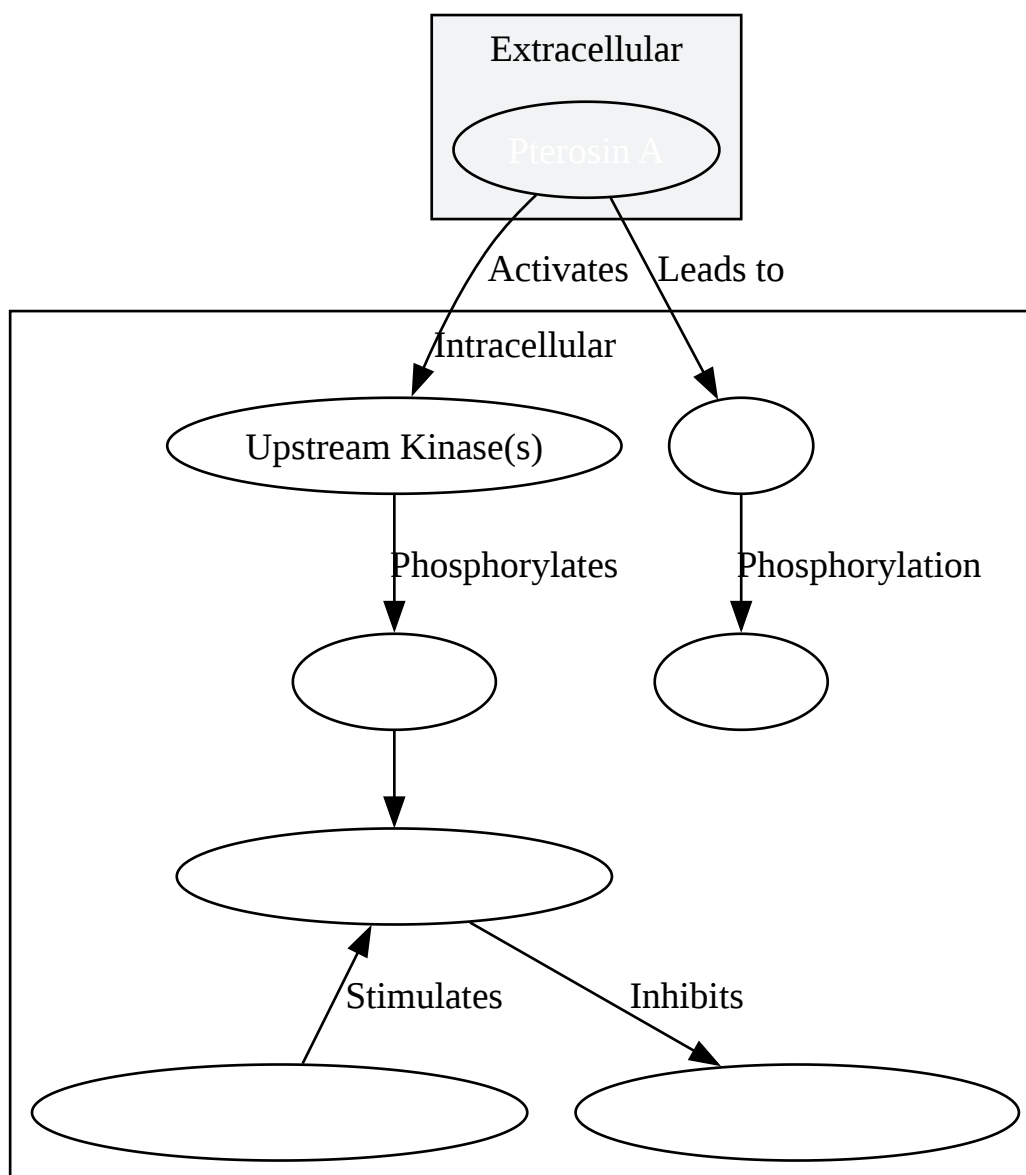 Extracellular
Pterosin A
Activates
Leads to
Intracellular
Upstream Kinase(s)
Phosphorylates
Phosphorylation
Stimulates
Inhibits